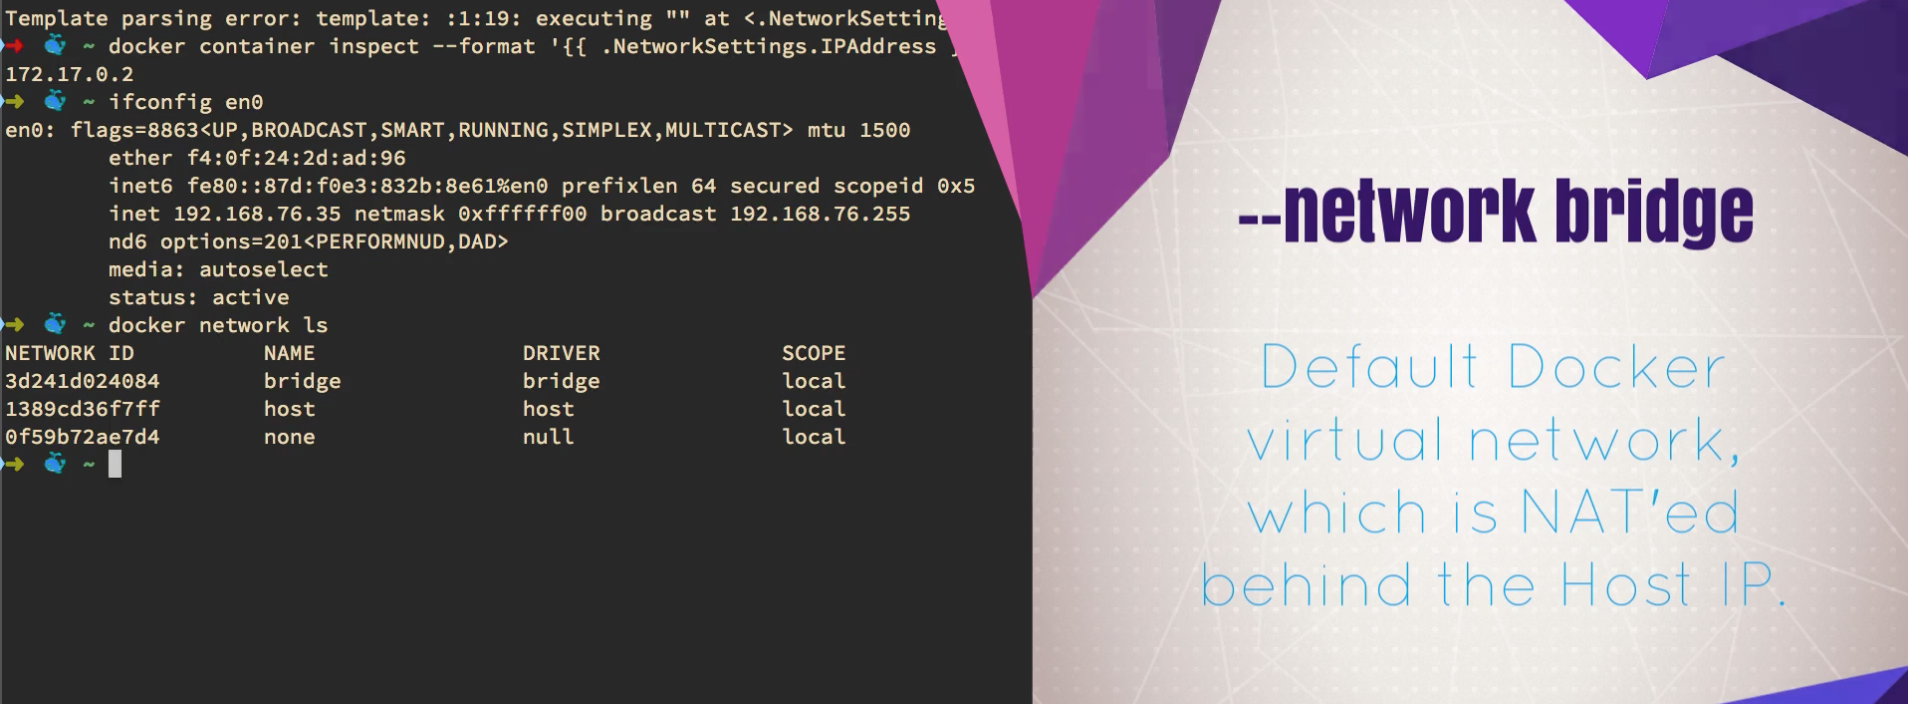 Template parsing error: template: :1:19: executing "" at <.NetworkSetting
➜ 🐳 ~ docker container inspect --format '{{ .NetworkSettings.IPAddress }
172.17.0.2
➜ 🐳 ~ ifconfig en0
en0: flags=8863<UP,BROADCAST,SMART,RUNNING,SIMPLEX,MULTICAST> mtu 1500
ether f4:0f:24:2d:ad:96
inet6 fe80::87d:f0e3:832b:8e61%en0 prefixlen 64 secured scopeid 0x5
inet 192.168.76.35 netmask 0xffffff00 broadcast 192.168.76.255
nd6 options=201<PERFORMNUD,DAD>
media: autoselect
status: active
➜ 🐳 ~ docker network ls
NETWORK ID NAME DRIVER SCOPE
3d241d024084 bridge bridge local
1389cd36f7ff host host local
0f59b72ae7d4 none null local
➜ 🐳 ~
--network bridge
Default Docker
virtual network,
which is NAT'ed
behind the Host IP.